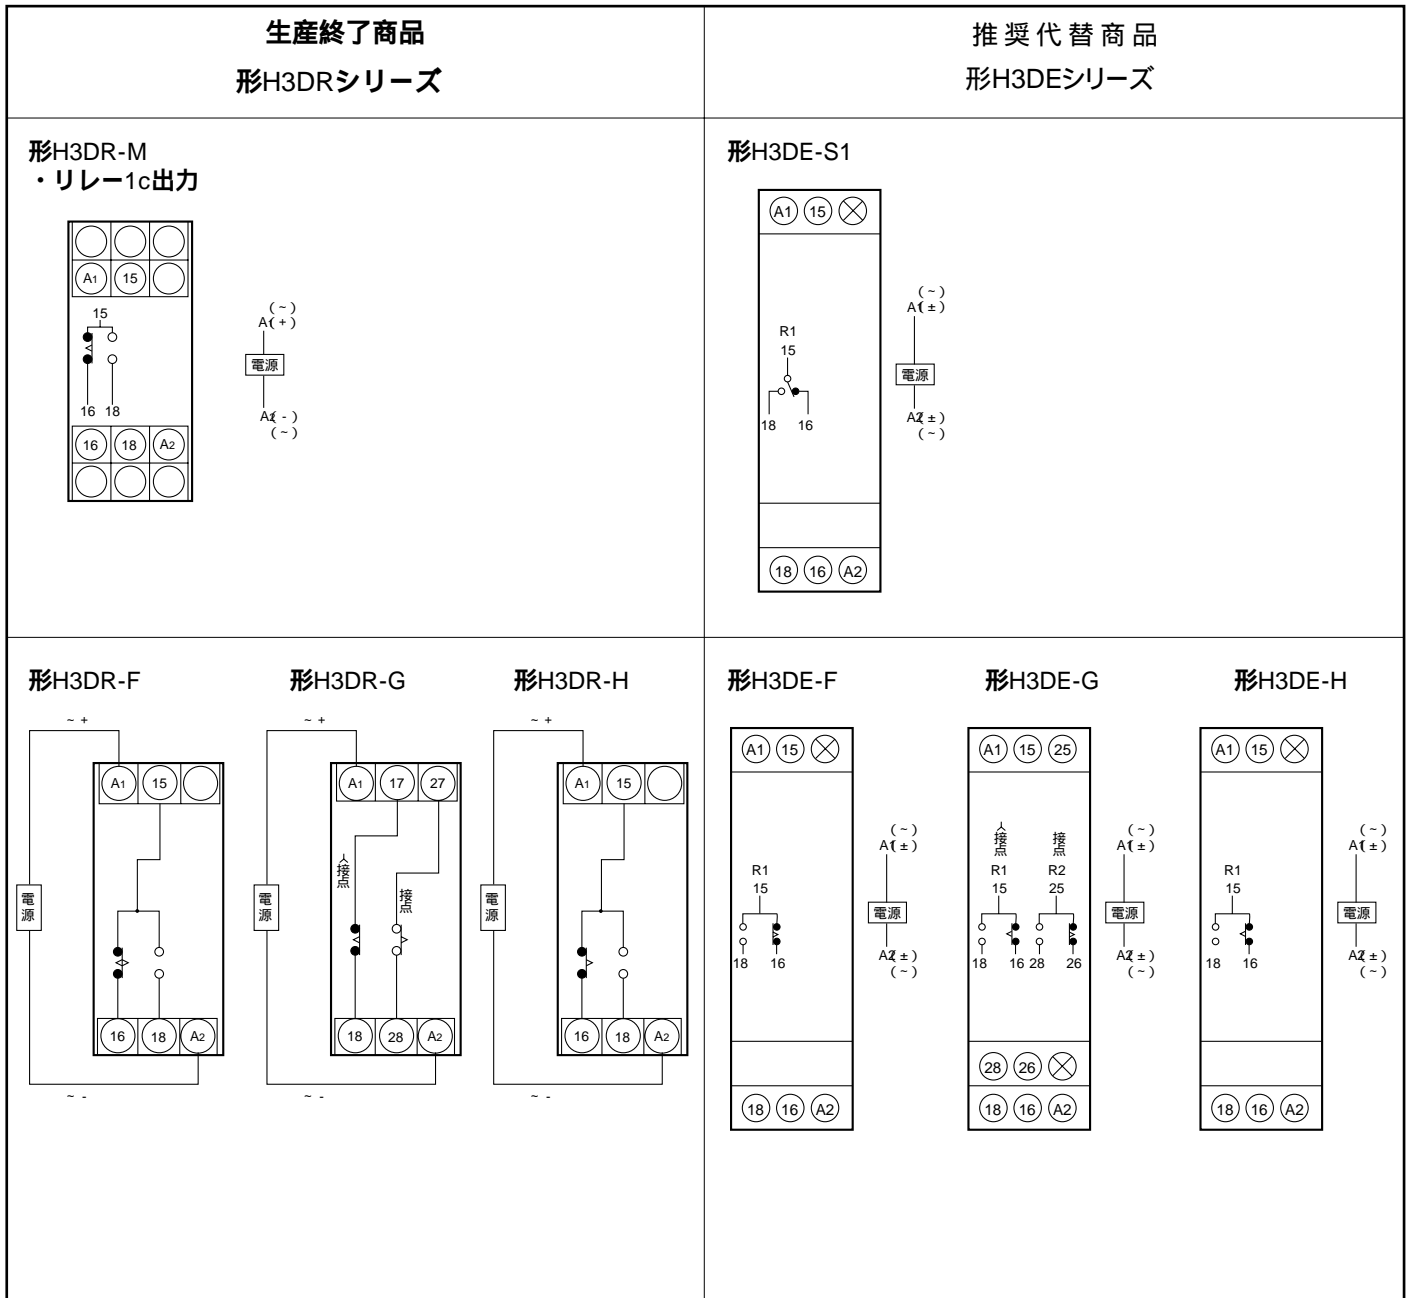 生産終了商品
形H3DRシリーズ
推奨代替商品
形H3DEシリーズ
形H3DR-M
・リレー1c出力
A1 15
15
16 18
16 18 A2
(~)
A1(+)
電源
A2(-)
(~)
形H3DE-S1
A1 15
R1
15
18 16
18 16 A2
(~)
A1(±)
電源
A2(±)
(~)
形H3DR-F
~ +
A1 15
電源
16 18 A2
~ -
形H3DR-G
~ +
A1 17 27
人接点
接点
電源
18 28 A2
~ -
形H3DR-H
~ +
A1 15
電源
16 18 A2
~ -
形H3DE-F
A1 15
R1
15
18 16
18 16 A2
(~)
A1(±)
電源
A2(±)
(~)
形H3DE-G
A1 15 25
人接点 接点
R1 R2
15 25
18 16 28 26
28 26
18 16 A2
(~)
A1(±)
電源
A2(±)
(~)
形H3DE-H
A1 15
R1
15
18 16
18 16 A2
(~)
A1(±)
電源
A2(±)
(~)